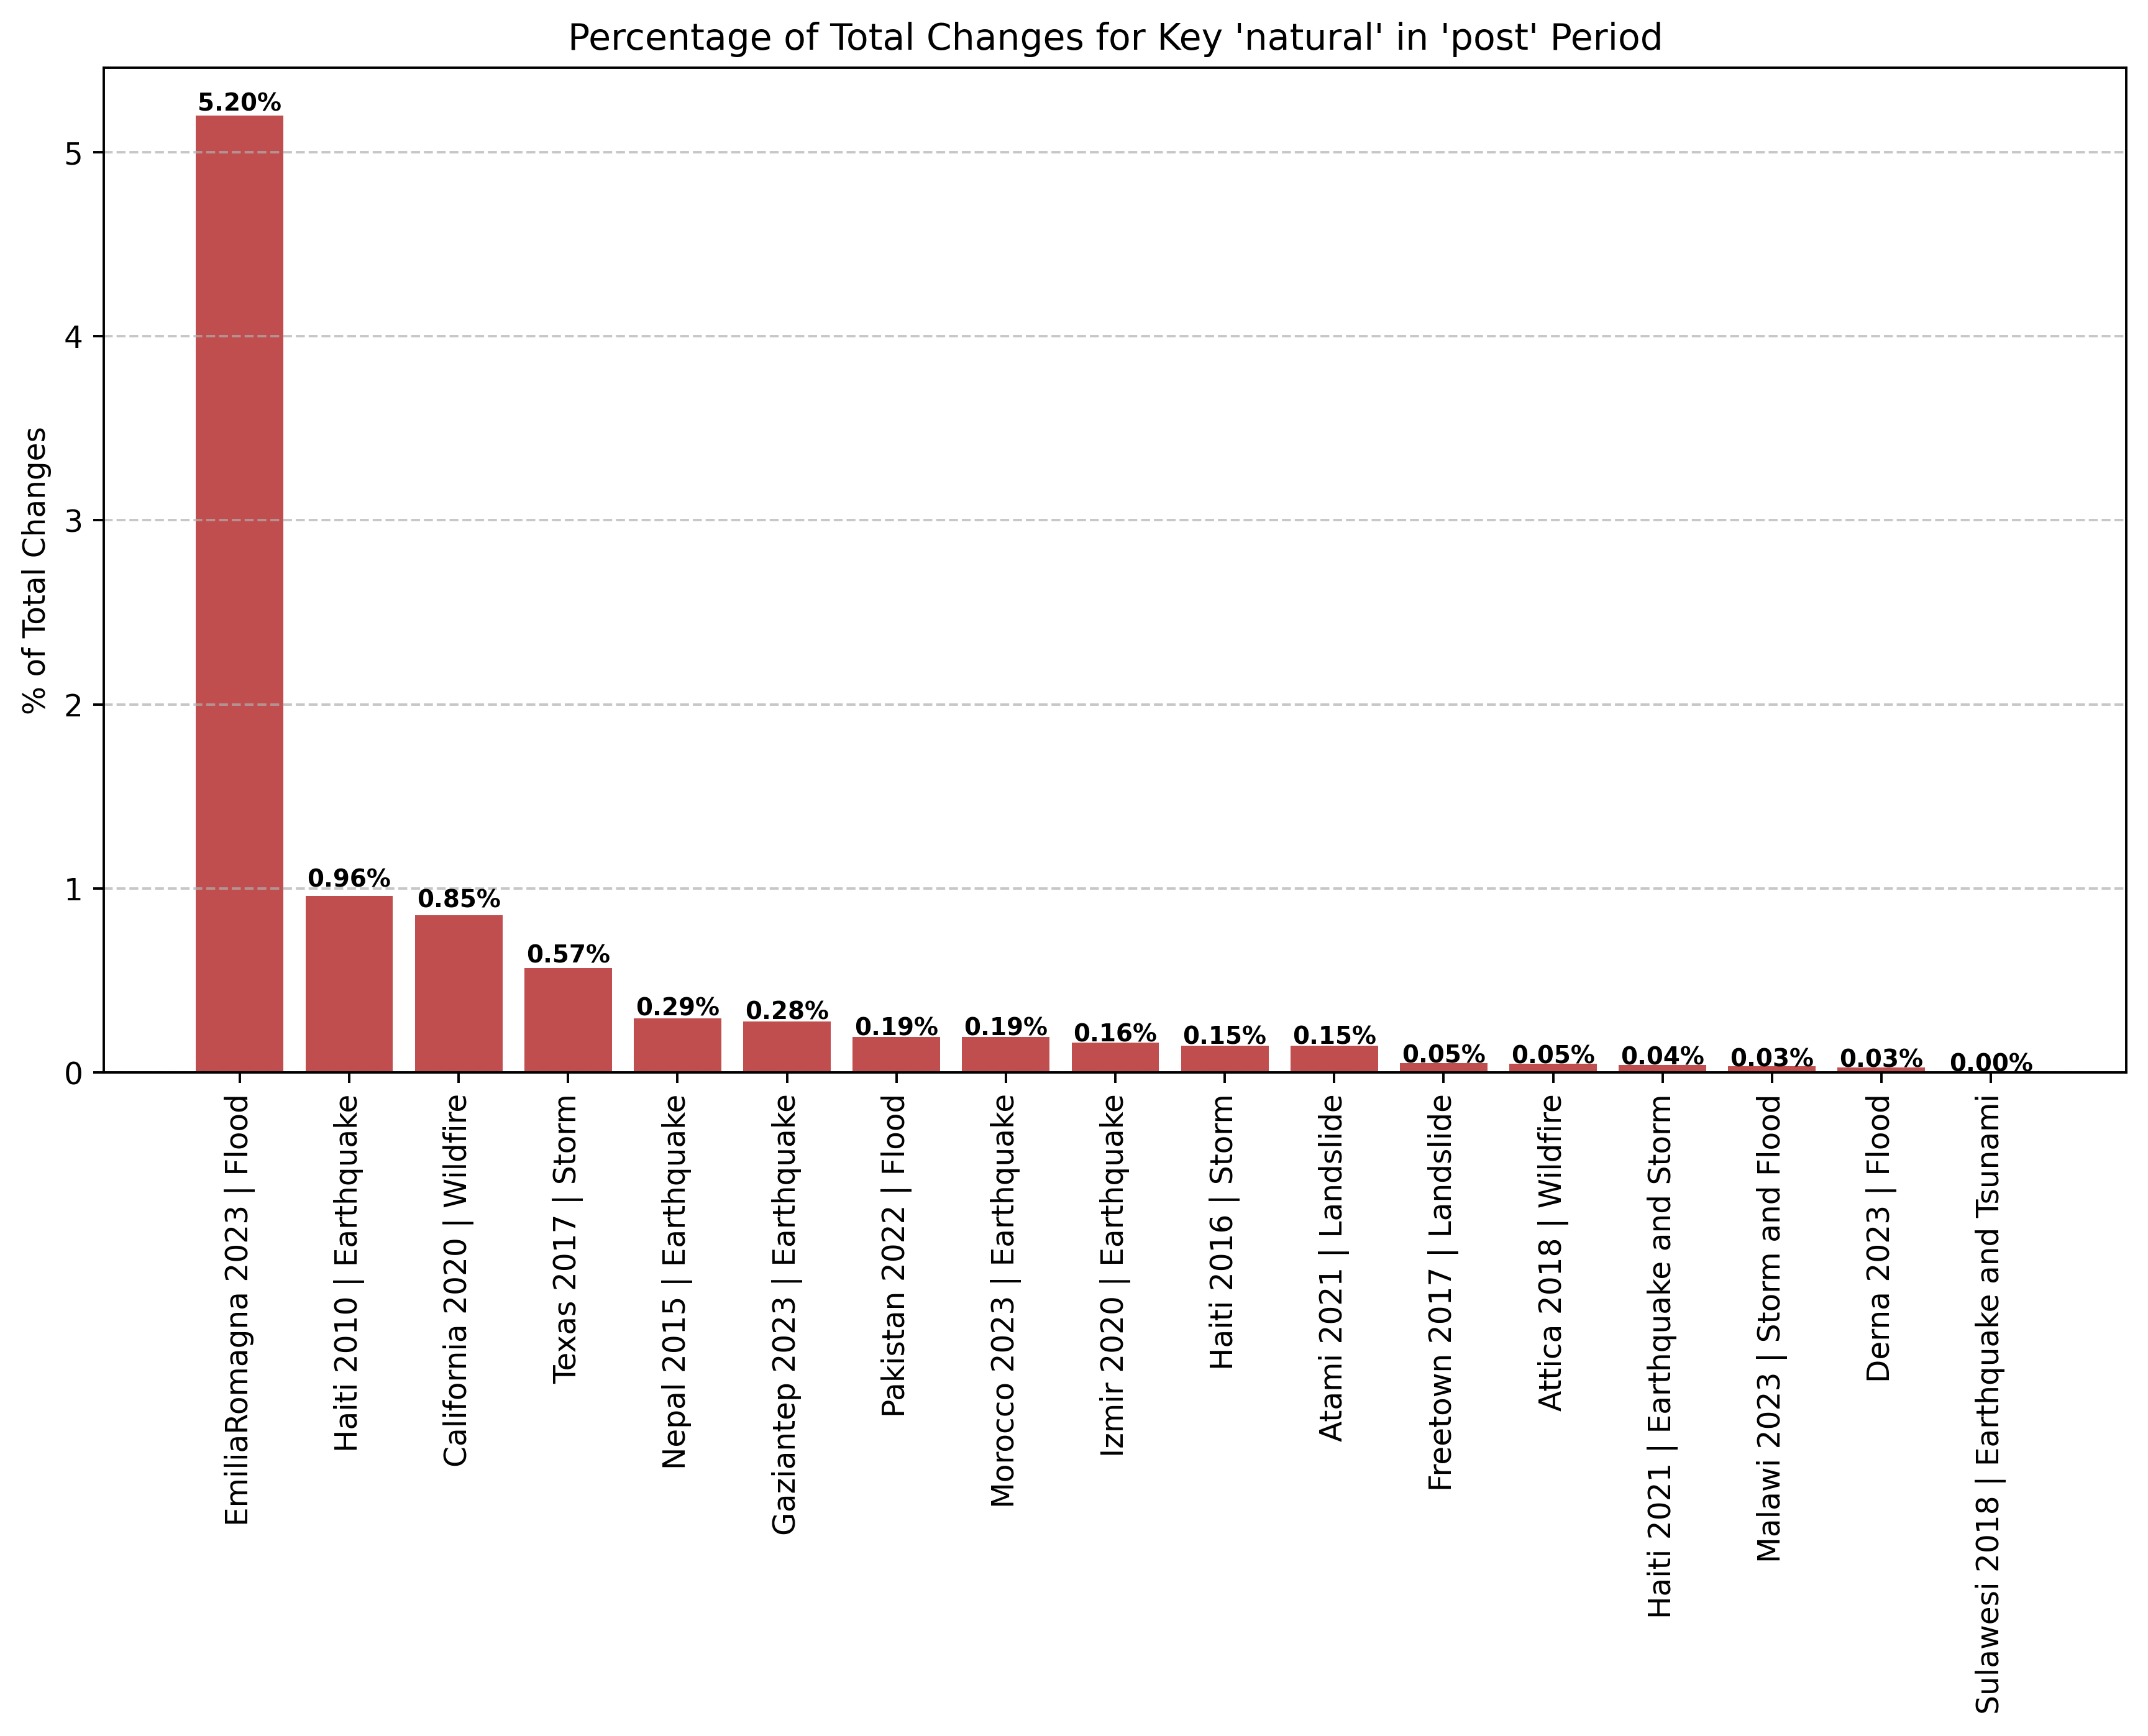 Percentage of Total Changes for Key 'natural' in 'post' Period
% of Total Changes
5
4
3
2
1
0
5.20%
0.96%
0.85%
0.57%
0.29%
0.28%
0.19%
0.19%
0.16%
0.15%
0.15%
0.05%
0.05%
0.04%
0.03%
0.03%
0.00%
EmiliaRomagna 2023 | Flood
Haiti 2010 | Earthquake
California 2020 | Wildfire
Texas 2017 | Storm
Nepal 2015 | Earthquake
Gaziantep 2023 | Earthquake
Pakistan 2022 | Flood
Morocco 2023 | Earthquake
Izmir 2020 | Earthquake
Haiti 2016 | Storm
Atami 2021 | Landslide
Freetown 2017 | Landslide
Attica 2018 | Wildfire
Haiti 2021 | Earthquake and Storm
Malawi 2023 | Storm and Flood
Derna 2023 | Flood
Sulawesi 2018 | Earthquake and Tsunami